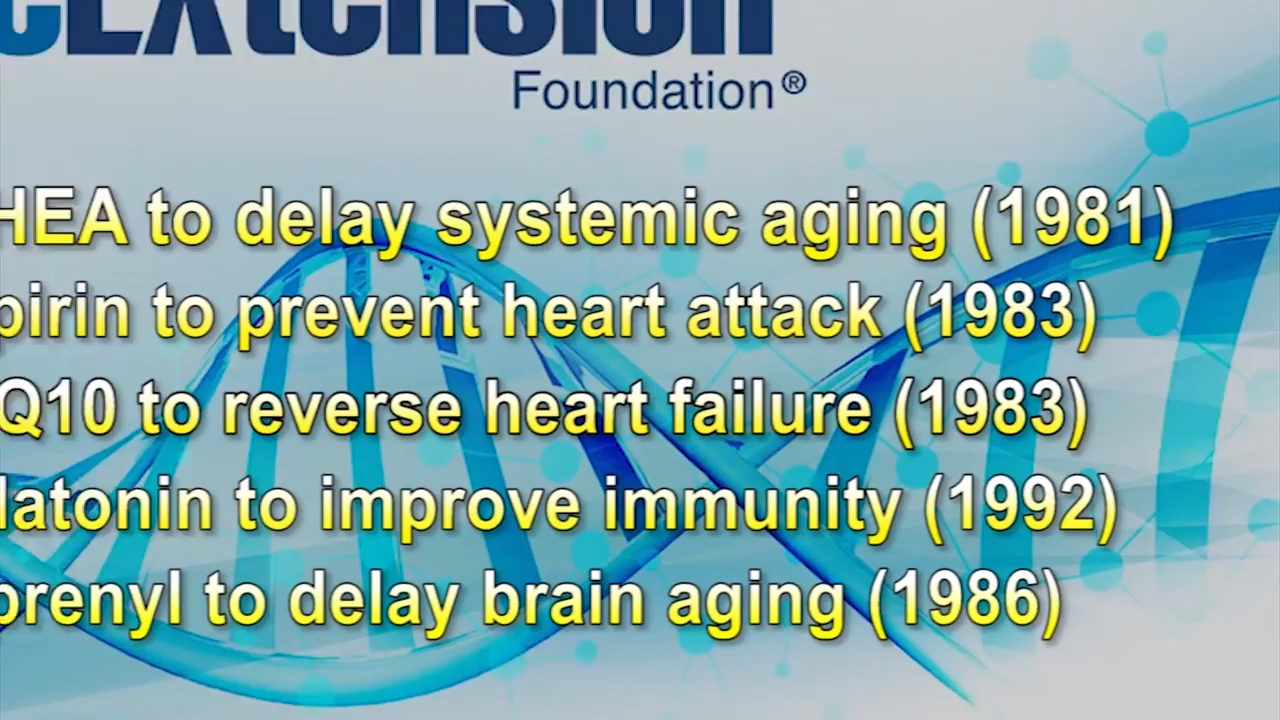 eExtension
Foundation®
HEA to delay systemic aging (1981)
pirin to prevent heart attack (1983)
Q10 to reverse heart failure (1983)
latonin to improve immunity (1992)
prenyl to delay brain aging (1986)